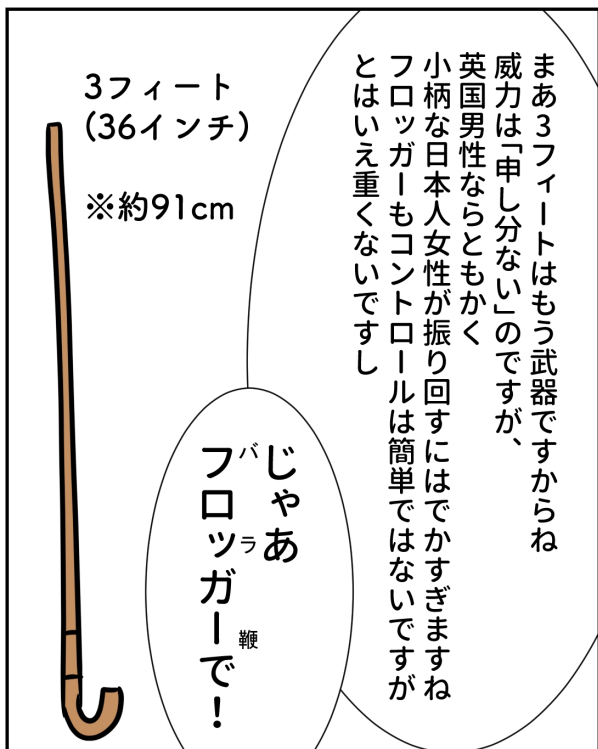 まあ3フィートはもう武器ですからね
威力は「申し分ない」のですが、
英国男性ならともかく
小柄な日本人女性が振り回すにはでかすぎますね
フロッガーもコントロールは簡単ではないですが
とはいえ重くないですし
じゃあ
フロッガーで!
バラ鞭
3フィート
(36インチ)
※約91cm